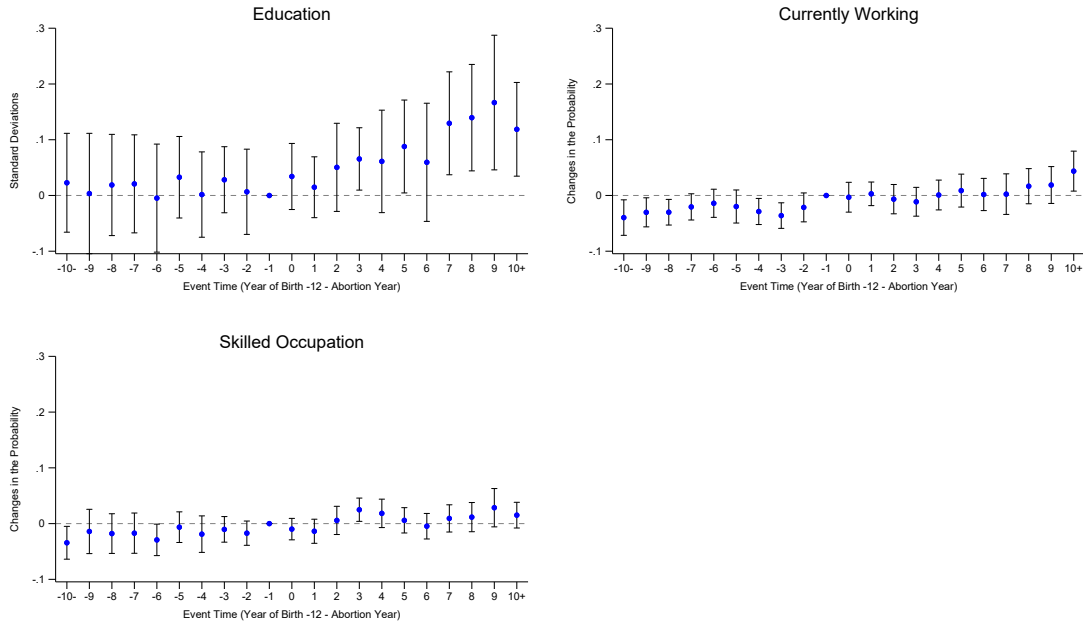 Education
Standard Deviations
.3
.2
.1
0
-.1
-10- -9 -8 -7 -6 -5 -4 -3 -2 -1 0 1 2 3 4 5 6 7 8 9 10+
Event Time (Year of Birth -12 - Abortion Year)
Currently Working
Changes in the Probability
.3
.2
.1
0
-.1
-10- -9 -8 -7 -6 -5 -4 -3 -2 -1 0 1 2 3 4 5 6 7 8 9 10+
Event Time (Year of Birth -12 - Abortion Year)
Skilled Occupation
Changes in the Probability
.3
.2
.1
0
-.1
-10- -9 -8 -7 -6 -5 -4 -3 -2 -1 0 1 2 3 4 5 6 7 8 9 10+
Event Time (Year of Birth -12 - Abortion Year)